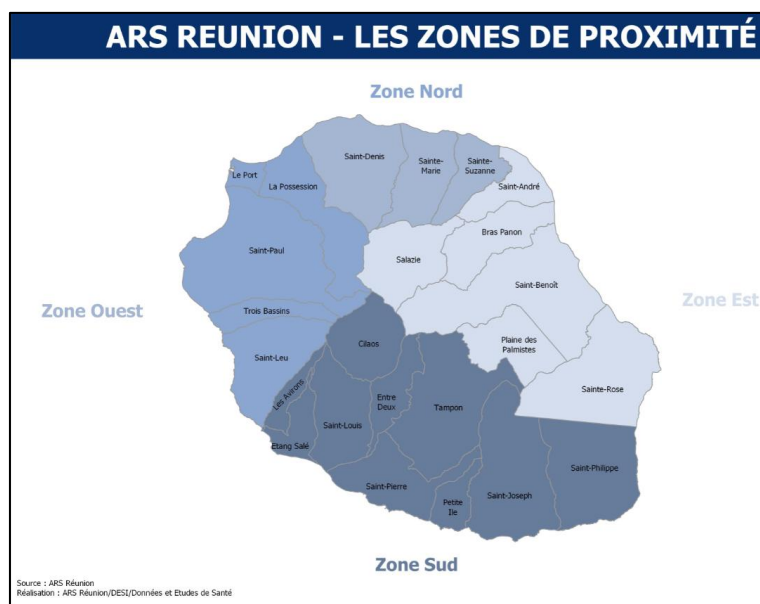 ARS REUNION - LES ZONES DE PROXIMITÉ
Zone Nord
Saint-Denis
Sainte-
Marie
Sainte-
Suzanne
Le Port
La Possession
Saint-André
Bras Panon
Saint-Paul
Salazie
Saint-Benoît
Zone Ouest
Zone Est
Trois Bassins
Plaine des
Palmistes
Cilaos
Saint-Leu
Les Avirons
Entre
Deux
Tampon
Sainte-Rose
Saint-Louis
Etang Salé
Saint-Philippe
Saint-Pierre
Petite
Ile
Saint-Joseph
Zone Sud
Source : ARS Réunion
Réalisation : ARS Réunion/DESI/Données et Etudes de Santé